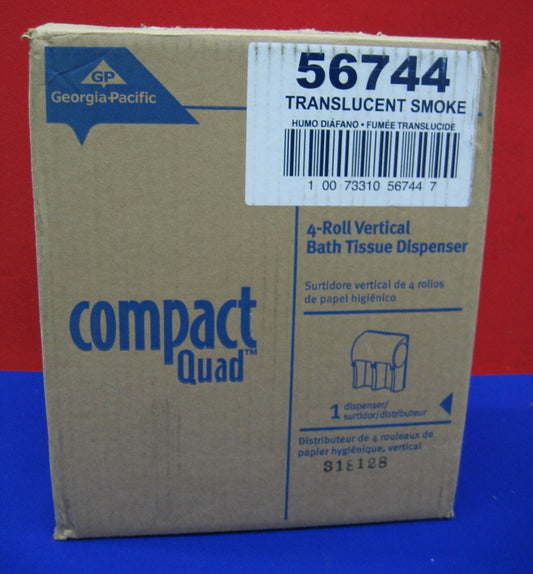 GP
Georgia-Pacific
56744
TRANSLUCENT SMOKE
HUMO DIÁFANO • FUMÉE TRANSLUCIDE
1 00 73310 56744 7
4-Roll Vertical
Bath Tissue Dispenser
Surtidore vertical de 4 rollos
de papel higiénico
compact
Quad™
1 dispenser/
surtidor/distributeur
Distributeur de 4 rouleaux de
papier hygiénique, vertical
31E128